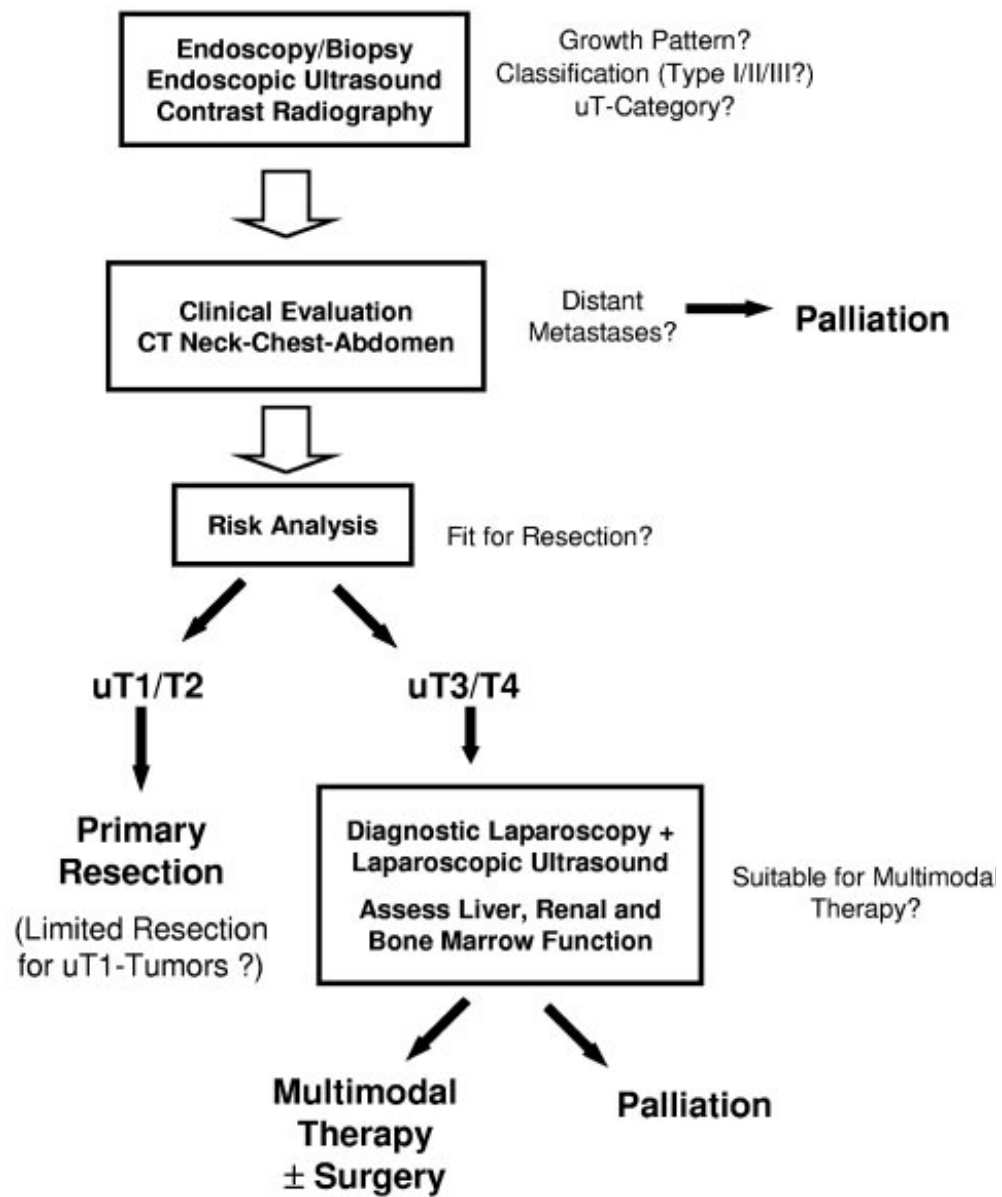 Endoscopy/Biopsy
Endoscopic Ultrasound
Contrast Radiography
Growth Pattern?
Classification (Type I/II/III?)
uT-Category?
Clinical Evaluation
CT Neck-Chest-Abdomen
Distant
Metastases?
Palliation
Risk Analysis
Fit for Resection?
uT1/T2
uT3/T4
Primary
Resection
(Limited Resection
for uT1-Tumors ?)
Diagnostic Laparoscopy +
Laparoscopic Ultrasound
Assess Liver, Renal and
Bone Marrow Function
Suitable for Multimodal
Therapy?
Multimodal
Therapy
± Surgery
Palliation